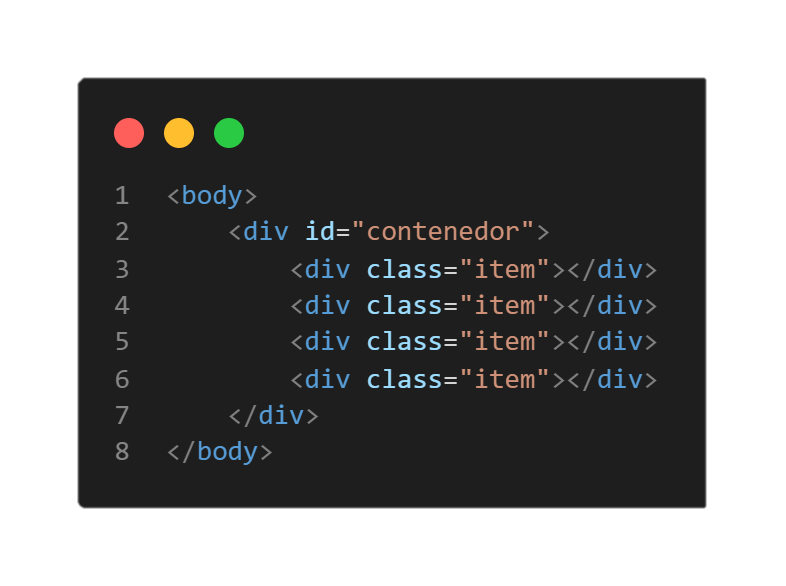 1 <body>
2     <div id="contenedor">
3         <div class="item"></div>
4         <div class="item"></div>
5         <div class="item"></div>
6         <div class="item"></div>
7     </div>
8 </body>